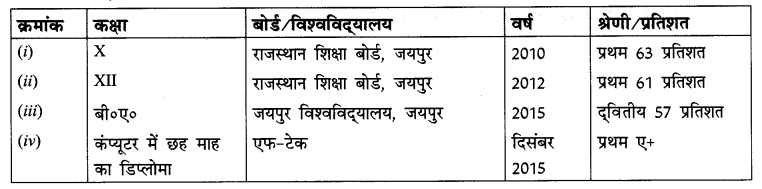 क्रमांक कक्षा बोर्ड/विश्वविद्यालय वर्ष श्रेणी/प्रतिशत
(i) X राजस्थान शिक्षा बोर्ड, जयपुर 2010 प्रथम 63 प्रतिशत
(ii) XII राजस्थान शिक्षा बोर्ड, जयपुर 2012 प्रथम 61 प्रतिशत
(iii) बी०ए० जयपुर विश्वविद्यालय, जयपुर 2015 द्वितीय 57 प्रतिशत
(iv) कंप्यूटर में छह माह एफ-टेक दिसंबर प्रथम ए+
का डिप्लोमा 2015